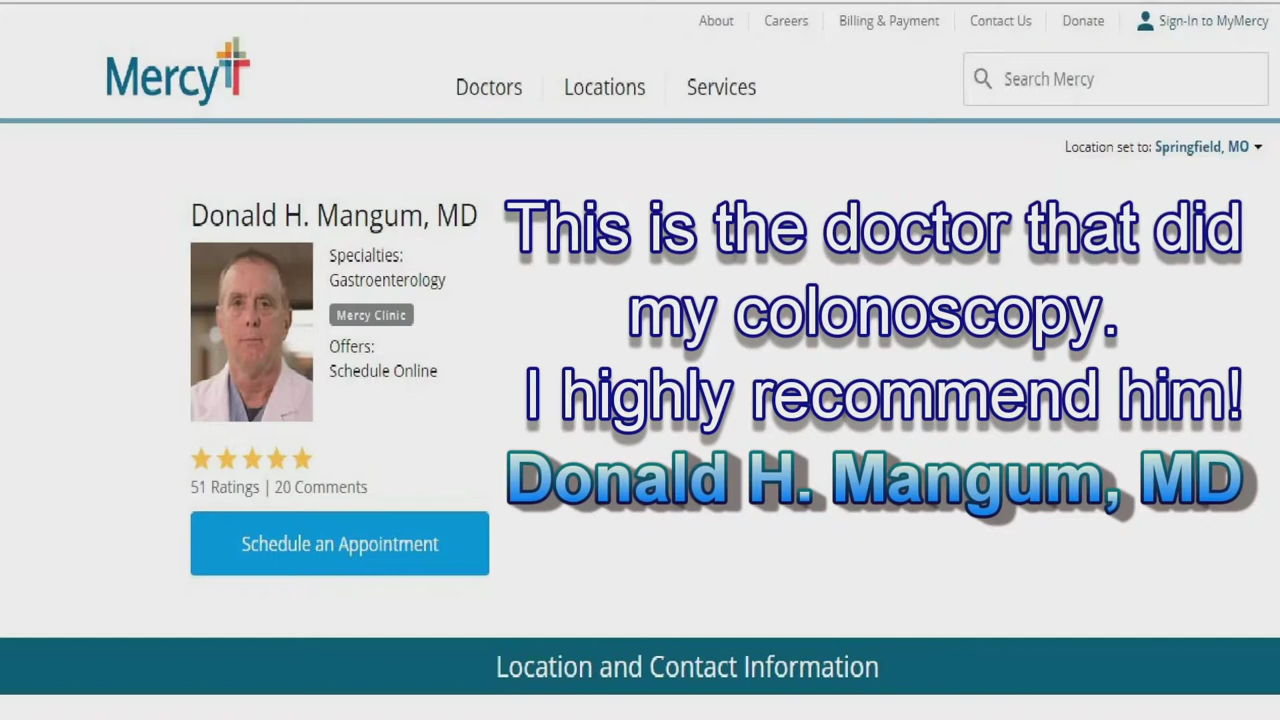 About Careers Billing & Payment Contact Us Donate Sign-In to MyMercy
Mercy
Doctors Locations Services
Search Mercy
Location set to: Springfield, MO
Donald H. Mangum, MD
Specialties:
Gastroenterology
Mercy Clinic
Offers:
Schedule Online
51 Ratings | 20 Comments
Schedule an Appointment
This is the doctor that did
my colonoscopy.
I highly recommend him!
Donald H. Mangum, MD
Location and Contact Information